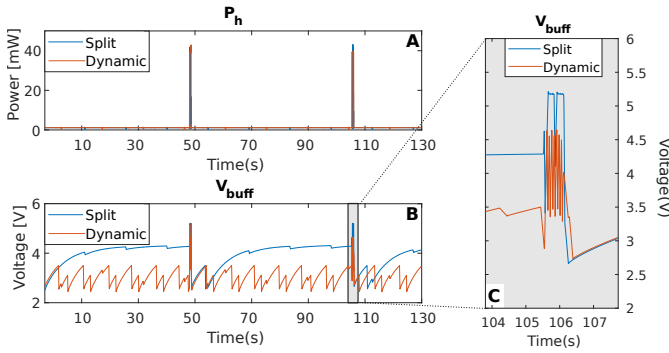 P_h
A
Split
Dynamic
Power [mW]
40
20
0
10 30 50 70 90 110 130
Time(s)
V_buff
B
Split
Dynamic
Voltage [V]
6
4
2
10 30 50 70 90 110 130
Time(s)
V_buff
Split
Dynamic
6
5.5
5
4.5
4
3.5
3
2.5
2
Voltage(V)
C
104 105 106 107
Time(s)